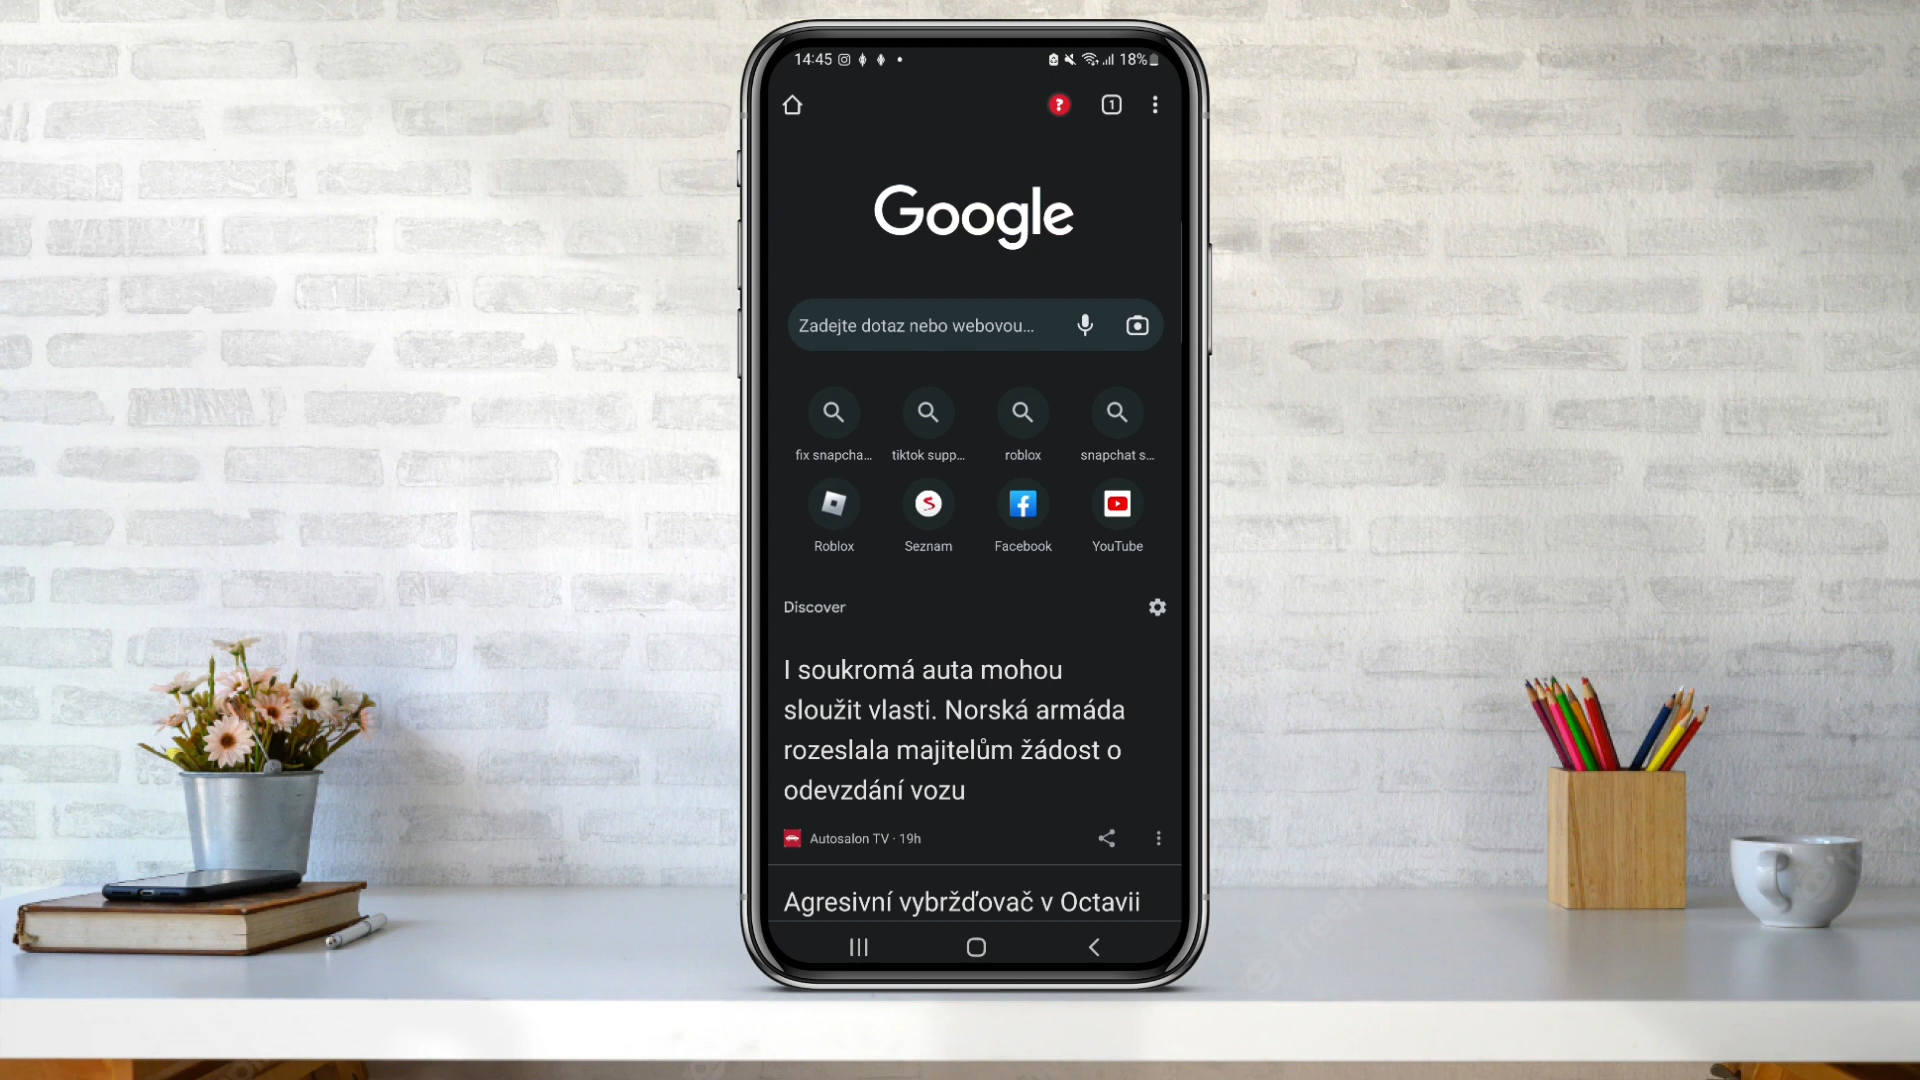 14:45 18%
1
Google
Zadejte dotaz nebo webovou...
fix snapcha... tiktok supp... roblox snapchat s...
Roblox Seznam Facebook YouTube
Discover
I soukromá auta mohou
sloužit vlasti. Norská armáda
rozeslala majitelům žádost o
odevzdání vozu
Autosalon TV · 19h
Agresivní vybržďovač v Octavii